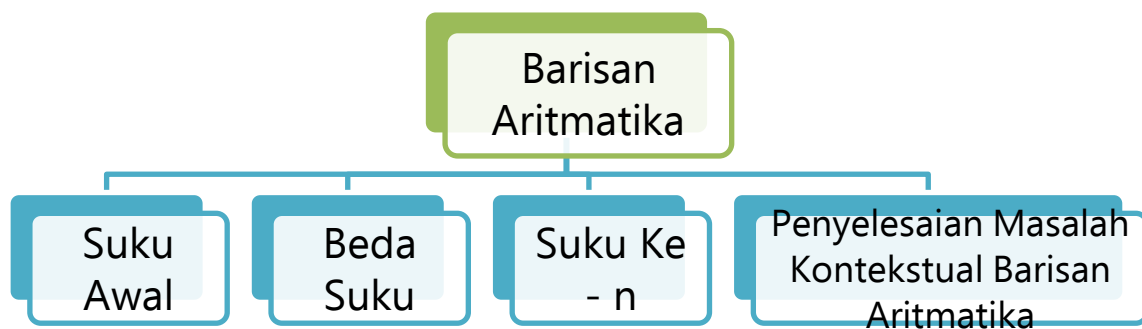 Barisan
Aritmatika
Suku
Awal
Beda
Suku
Suku Ke
- n
Penyelesaian Masalah
Kontekstual Barisan
Aritmatika